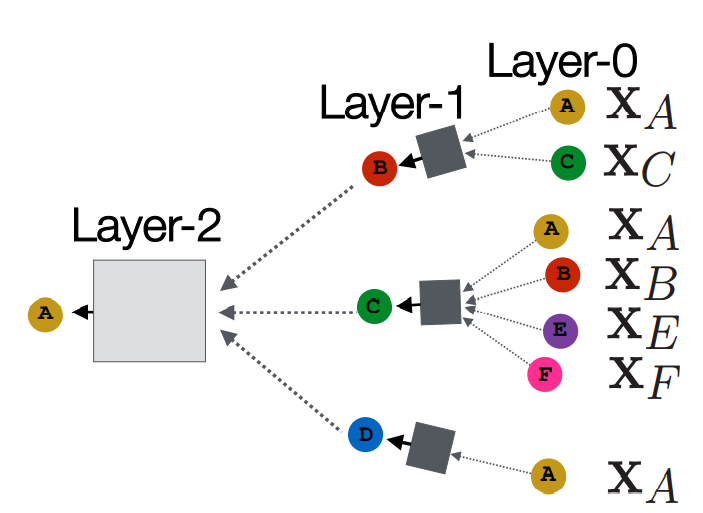 Layer-0
Layer-1
A x_A
C x_C
B
Layer-2
A x_A
B x_B
C
A
E x_E
F x_F
D
A x_A